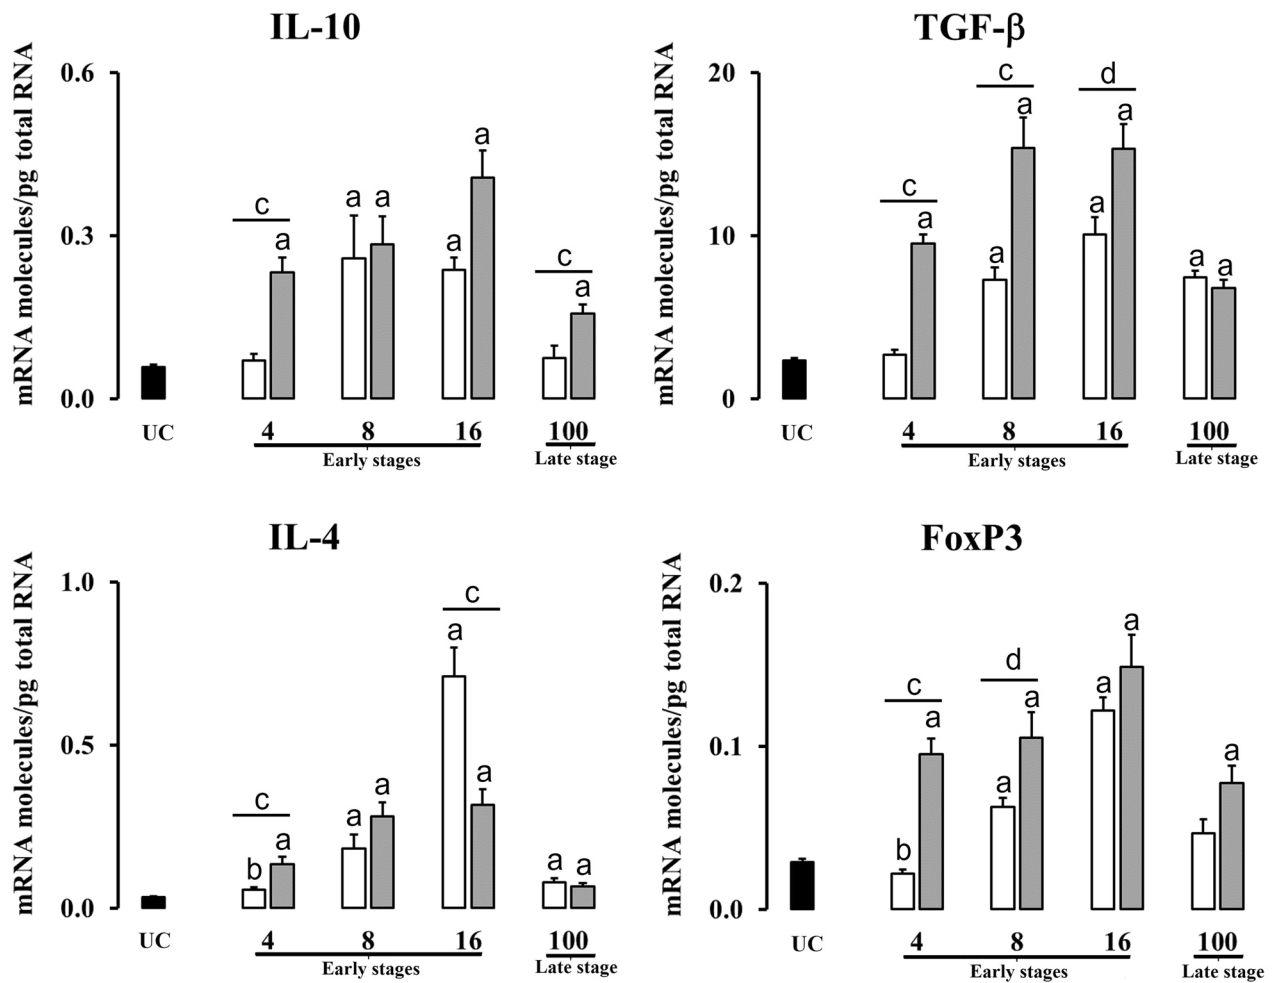 IL-10
mRNA molecules/pg total RNA
0.6
0.3
0.0
c
a
a
a
a
a
c
a
UC
4
8
16
100
Early stages
Late stage
TGF-β
mRNA molecules/pg total RNA
20
10
0
c
a
c
a
a
d
a
a
a
a
UC
4
8
16
100
Early stages
Late stage
IL-4
mRNA molecules/pg total RNA
1.0
0.5
0.0
c
b
a
a
a
c
a
a
a
a
UC
4
8
16
100
Early stages
Late stage
FoxP3
mRNA molecules/pg total RNA
0.2
0.1
0.0
c
b
a
d
a
a
a
a
a
UC
4
8
16
100
Early stages
Late stage